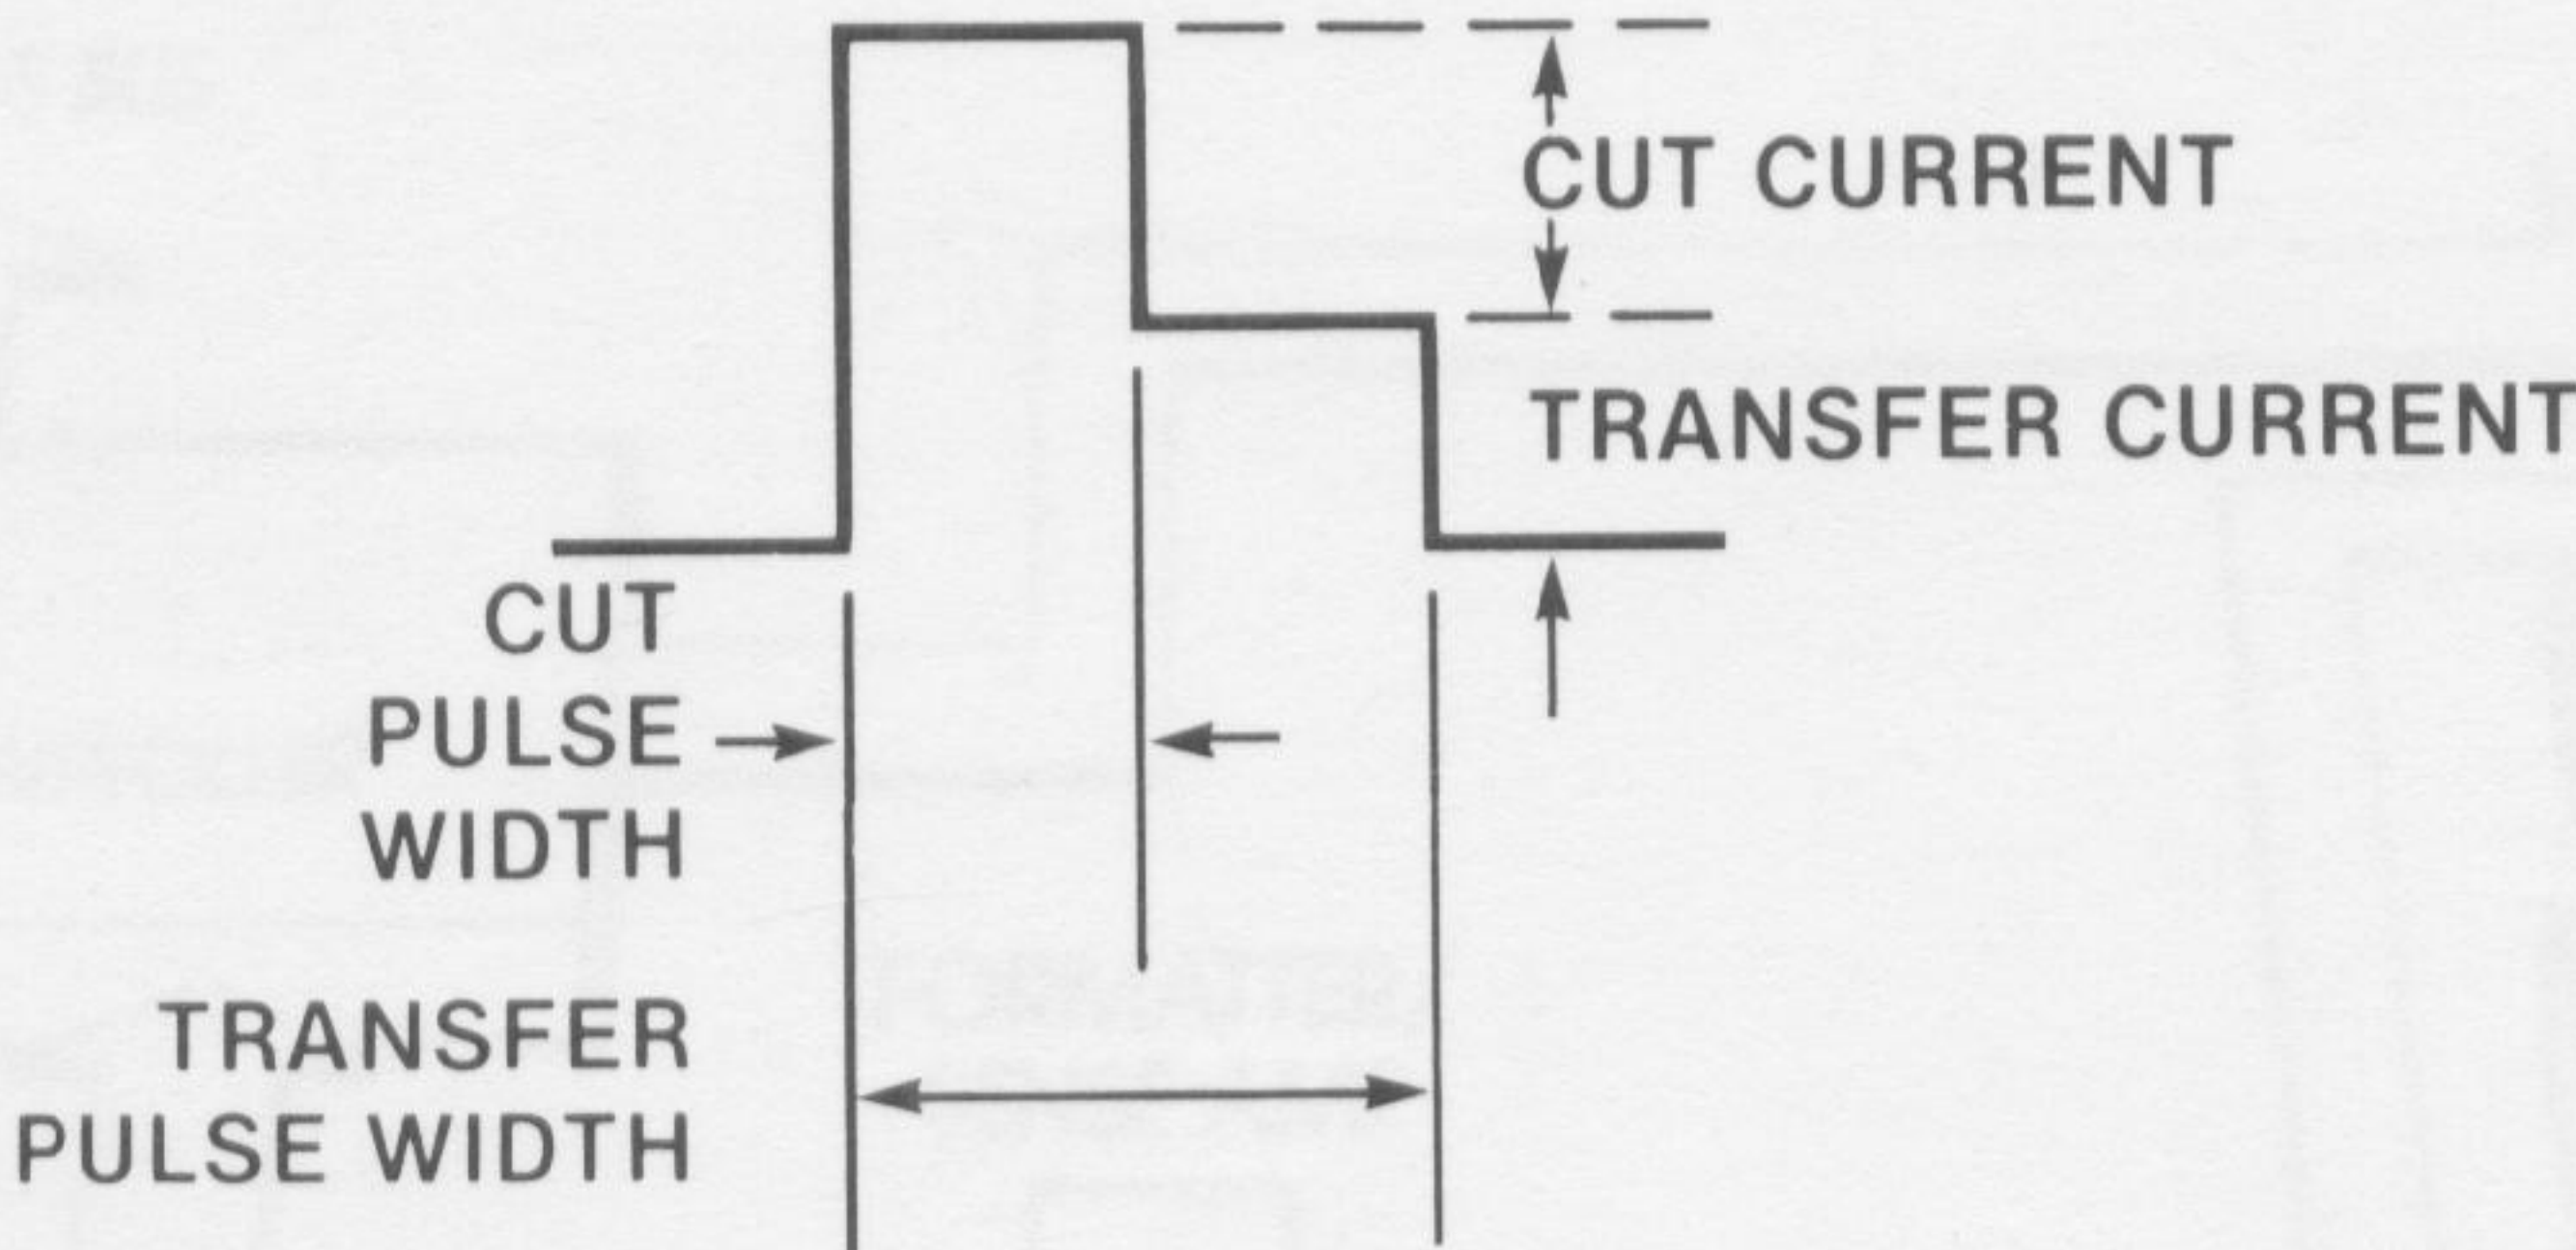 CUT CURRENT
TRANSFER CURRENT
CUT
PULSE
WIDTH
TRANSFER
PULSE WIDTH